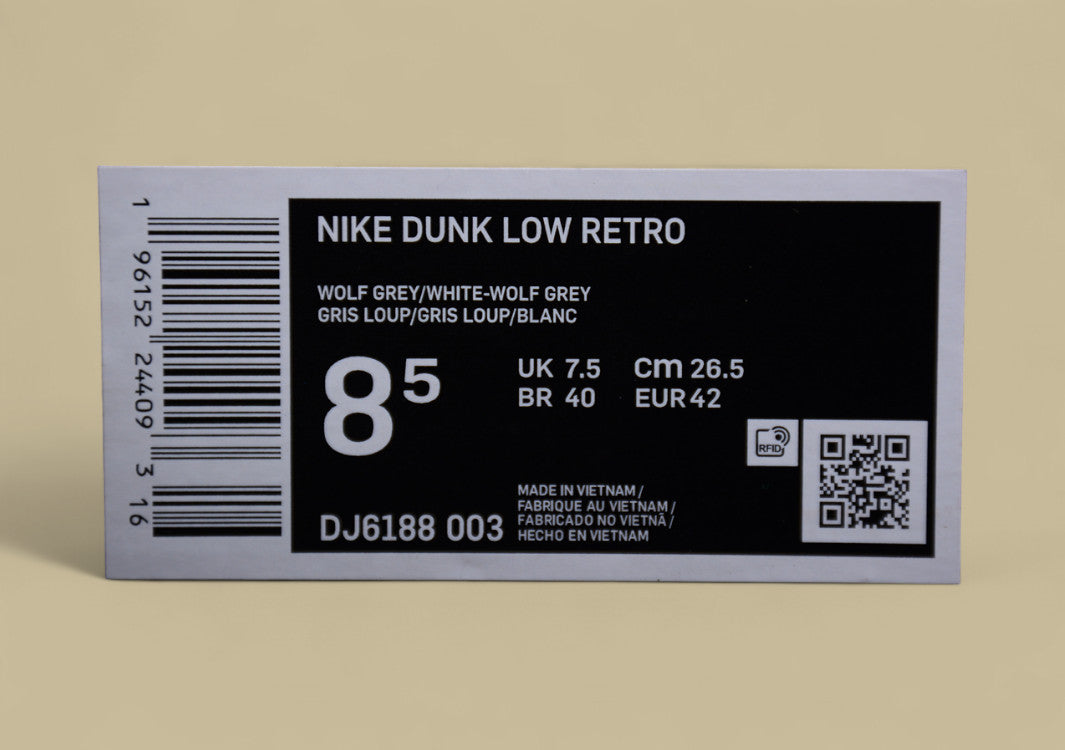 NIKE DUNK LOW RETRO
WOLF GREY/WHITE-WOLF GREY
GRIS LOUP/GRIS LOUP/BLANC
8⁵
UK 7.5 Cm 26.5
BR 40 EUR 42
RFID
DJ6188 003
MADE IN VIETNAM /
FABRIQUE AU VIETNAM /
FABRICADO NO VIETNÃ /
HECHO EN VIETNAM
1 96152 24409 3 16